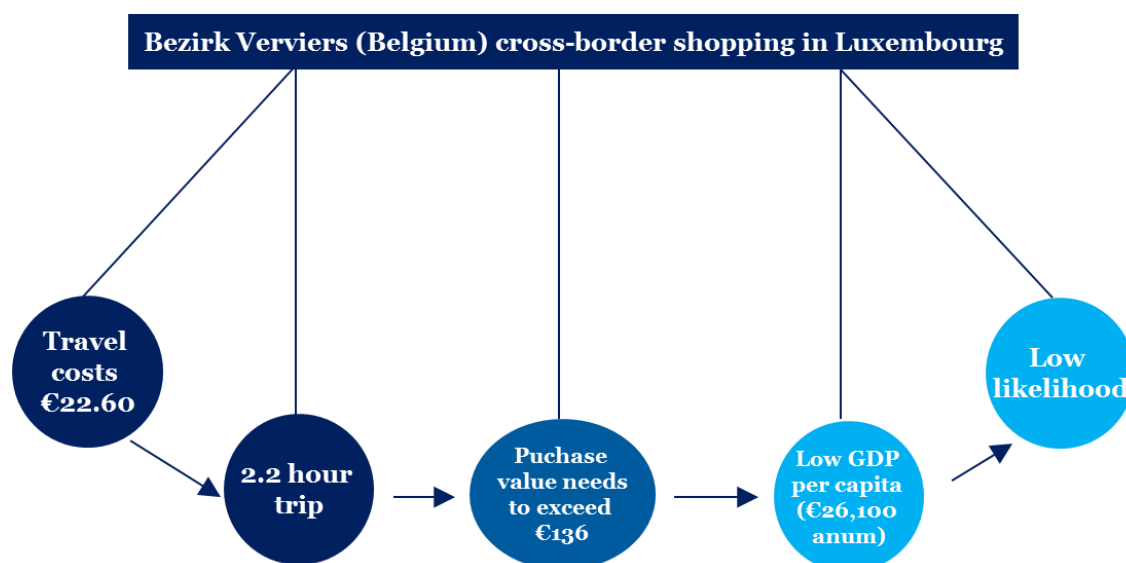 Bezirk Verviers (Belgium) cross-border shopping in Luxembourg
Travel
costs
€22.60
2.2 hour
trip
Puchase
value needs
to exceed
€136
Low GDP
per capita
(€26,100
anum)
Low
likelihood